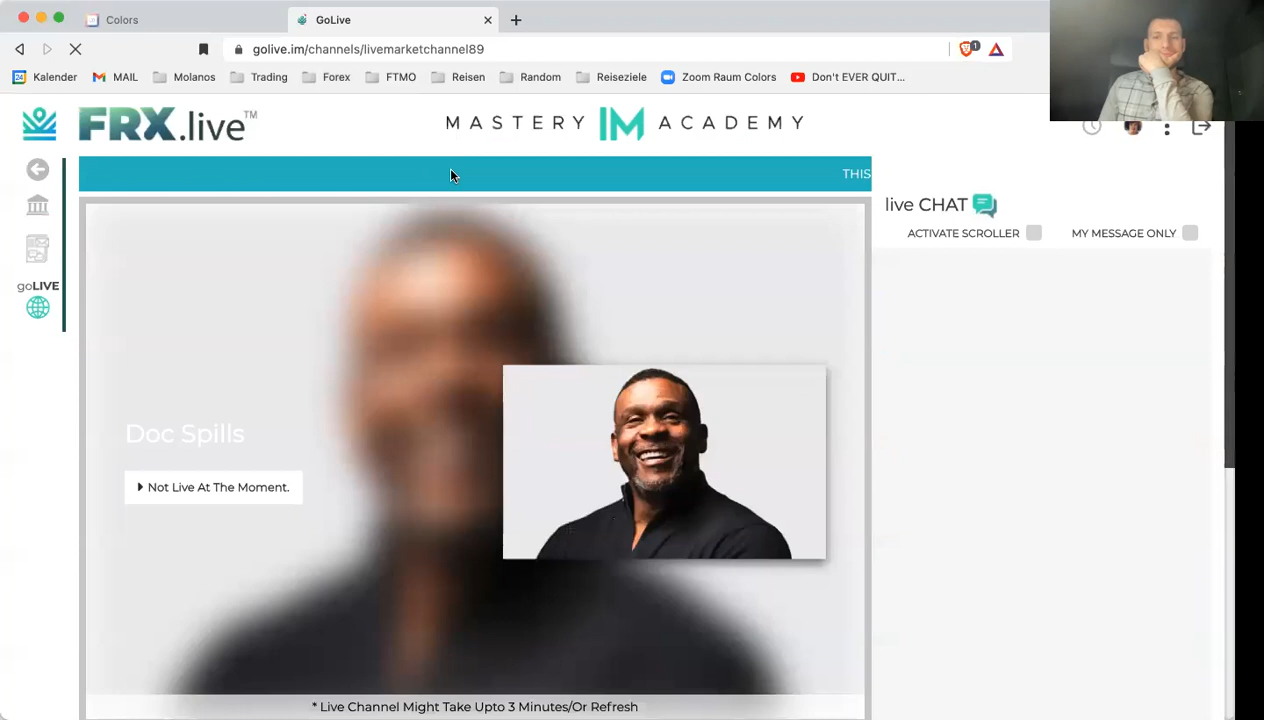 Colors
GoLive
golive.im/channels/livemarketchannel89
1
Kalender
MAIL
Molanos
Trading
Forex
FTMO
Reisen
Random
Reiseziele
Zoom Raum Colors
Don't EVER QUIT...
FRX.live™
MASTERY IM ACADEMY
THIS
live CHAT
ACTIVATE SCROLLER
MY MESSAGE ONLY
goLIVE
Doc Spills
Not Live At The Moment.
* Live Channel Might Take Upto 3 Minutes/Or Refresh